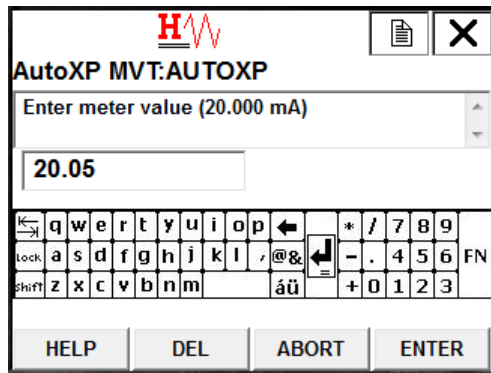 H
AutoXP MVT:AUTOXP
Enter meter value (20.000 mA)
20.05
q w e r t y u i o p * / 7 8 9
Lock a s d f g h j k l , @& - . 4 5 6 FN
Shift z x c v b n m áü = + 0 1 2 3
HELP DEL ABORT ENTER